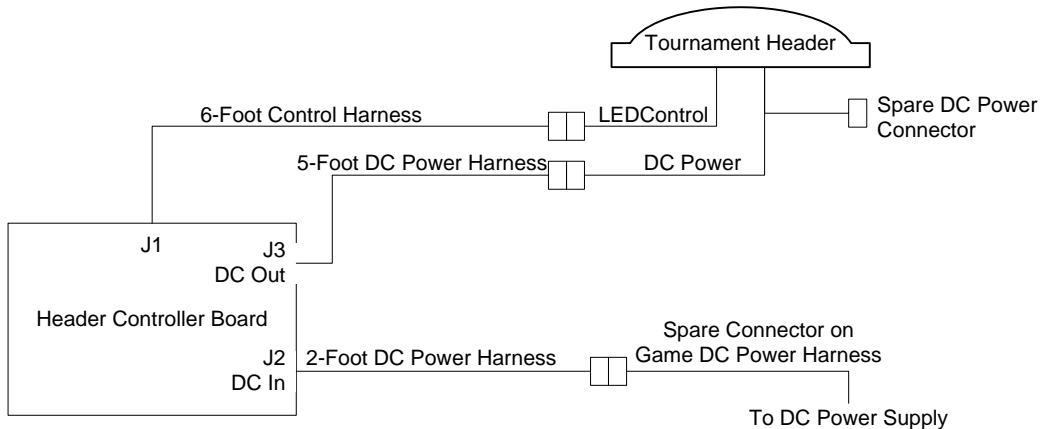 Tournament Header
6-Foot Control Harness
LEDControl
Spare DC Power
Connector
5-Foot DC Power Harness
DC Power
J1
J3
DC Out
Header Controller Board
J2
DC In
2-Foot DC Power Harness
Spare Connector on
Game DC Power Harness
To DC Power Supply